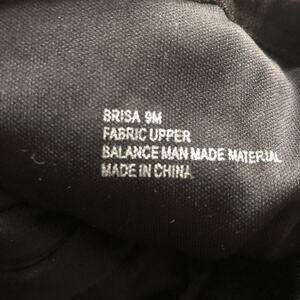 BRISA 9M
FABRIC UPPER
BALANCE MAN MADE MATERIAL
MADE IN CHINA